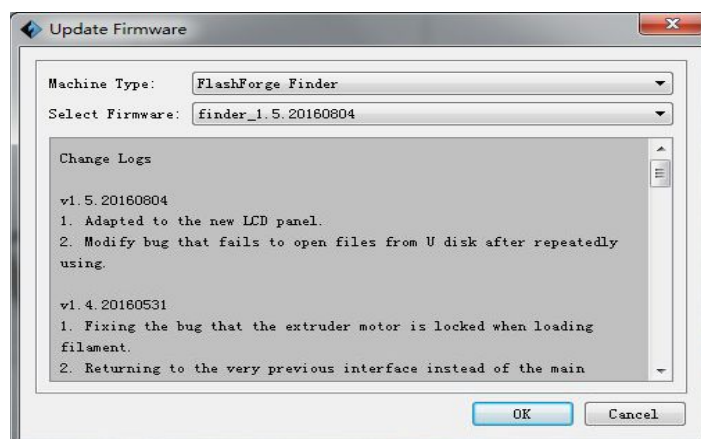 Update Firmware
Machine Type: FlashForge Finder
Select Firmware: finder_1.5.20160804
Change Logs
v1.5.20160804
1. Adapted to the new LCD panel.
2. Modify bug that fails to open files from U disk after repeatedly
using.
v1.4.20160531
1. Fixing the bug that the extruder motor is locked when loading
filament.
2. Returning to the very previous interface instead of the main
OK Cancel